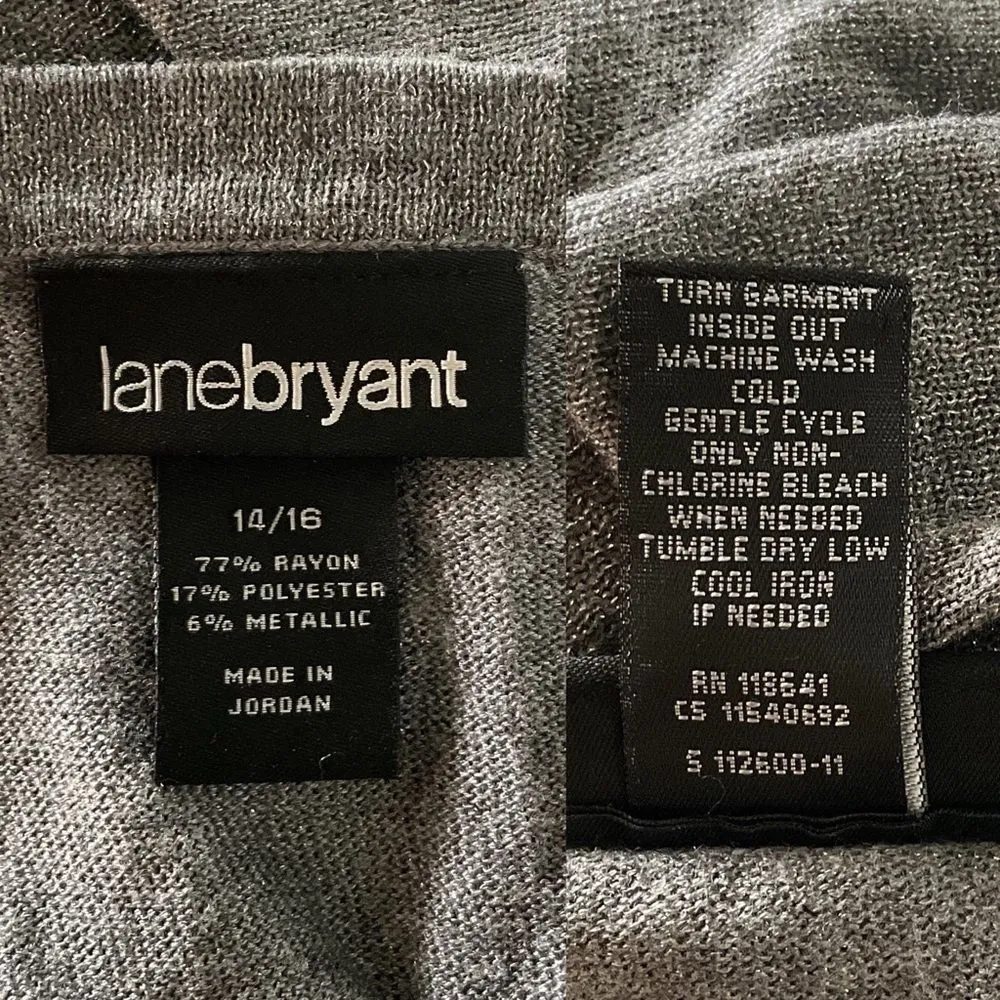 lanebryant
14/16
77% RAYON
17% POLYESTER
6% METALLIC
MADE IN
JORDAN
TURN GARMENT
INSIDE OUT
MACHINE WASH
COLD
GENTLE CYCLE
ONLY NON-
CHLORINE BLEACH
WHEN NEEDED
TUMBLE DRY LOW
COOL IRON
IF NEEDED
RN 118641
CS 11540692
S 112600-11